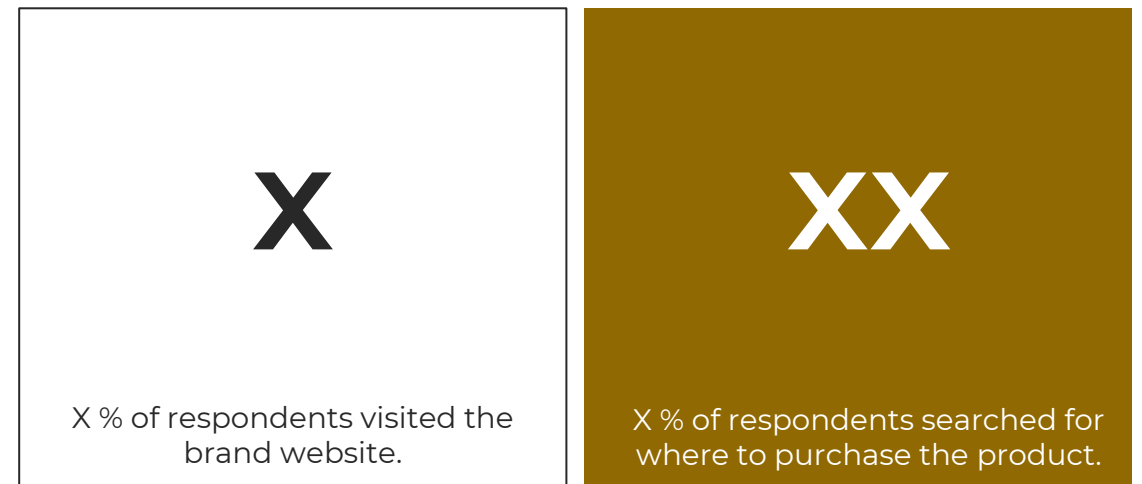 X
X % of respondents visited the
brand website.
XX
X % of respondents searched for
where to purchase the product.